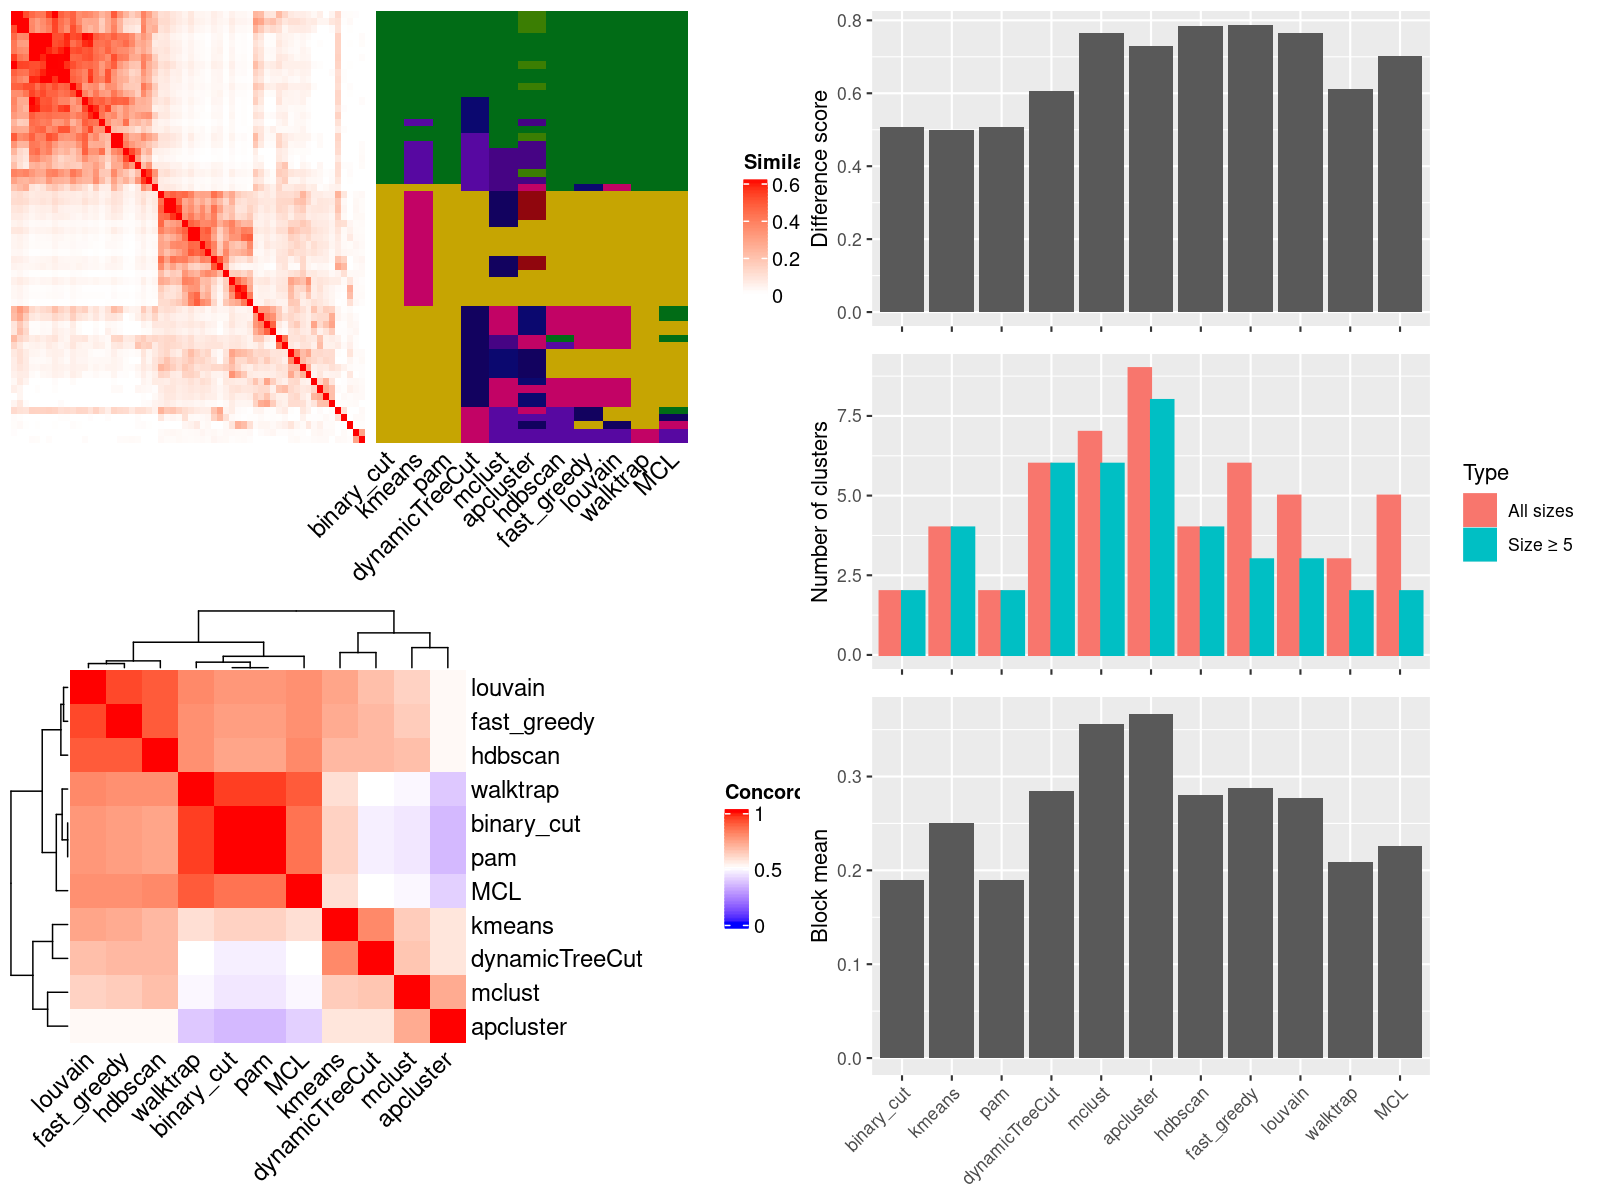 Simila
0.6
0.4
0.2
0
binary_cut
kmeans
pam
dynamicTreeCut
mclust
apcluster
hdbscan
fast_greedy
louvain
walktrap
MCL
louvain
fast_greedy
hdbscan
walktrap
binary_cut
pam
MCL
kmeans
dynamicTreeCut
mclust
apcluster
Concord
1
0.5
0
louvain
fast_greedy
hdbscan
walktrap
binary_cut
pam
MCL
kmeans
dynamicTreeCut
mclust
apcluster
Difference score
0.8
0.6
0.4
0.2
0.0
Number of clusters
7.5
5.0
2.5
0.0
Type
All sizes
Size ≥ 5
Block mean
0.3
0.2
0.1
0.0
binary_cut
kmeans
pam
dynamicTreeCut
mclust
apcluster
hdbscan
fast_greedy
louvain
walktrap
MCL